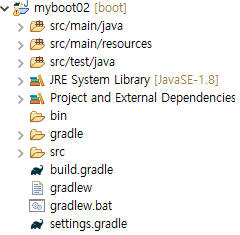 myboot02 [boot]
src/main/java
src/main/resources
src/test/java
JRE System Library [JavaSE-1.8]
Project and External Dependencies
bin
gradle
src
build.gradle
gradlew
gradlew.bat
settings.gradle